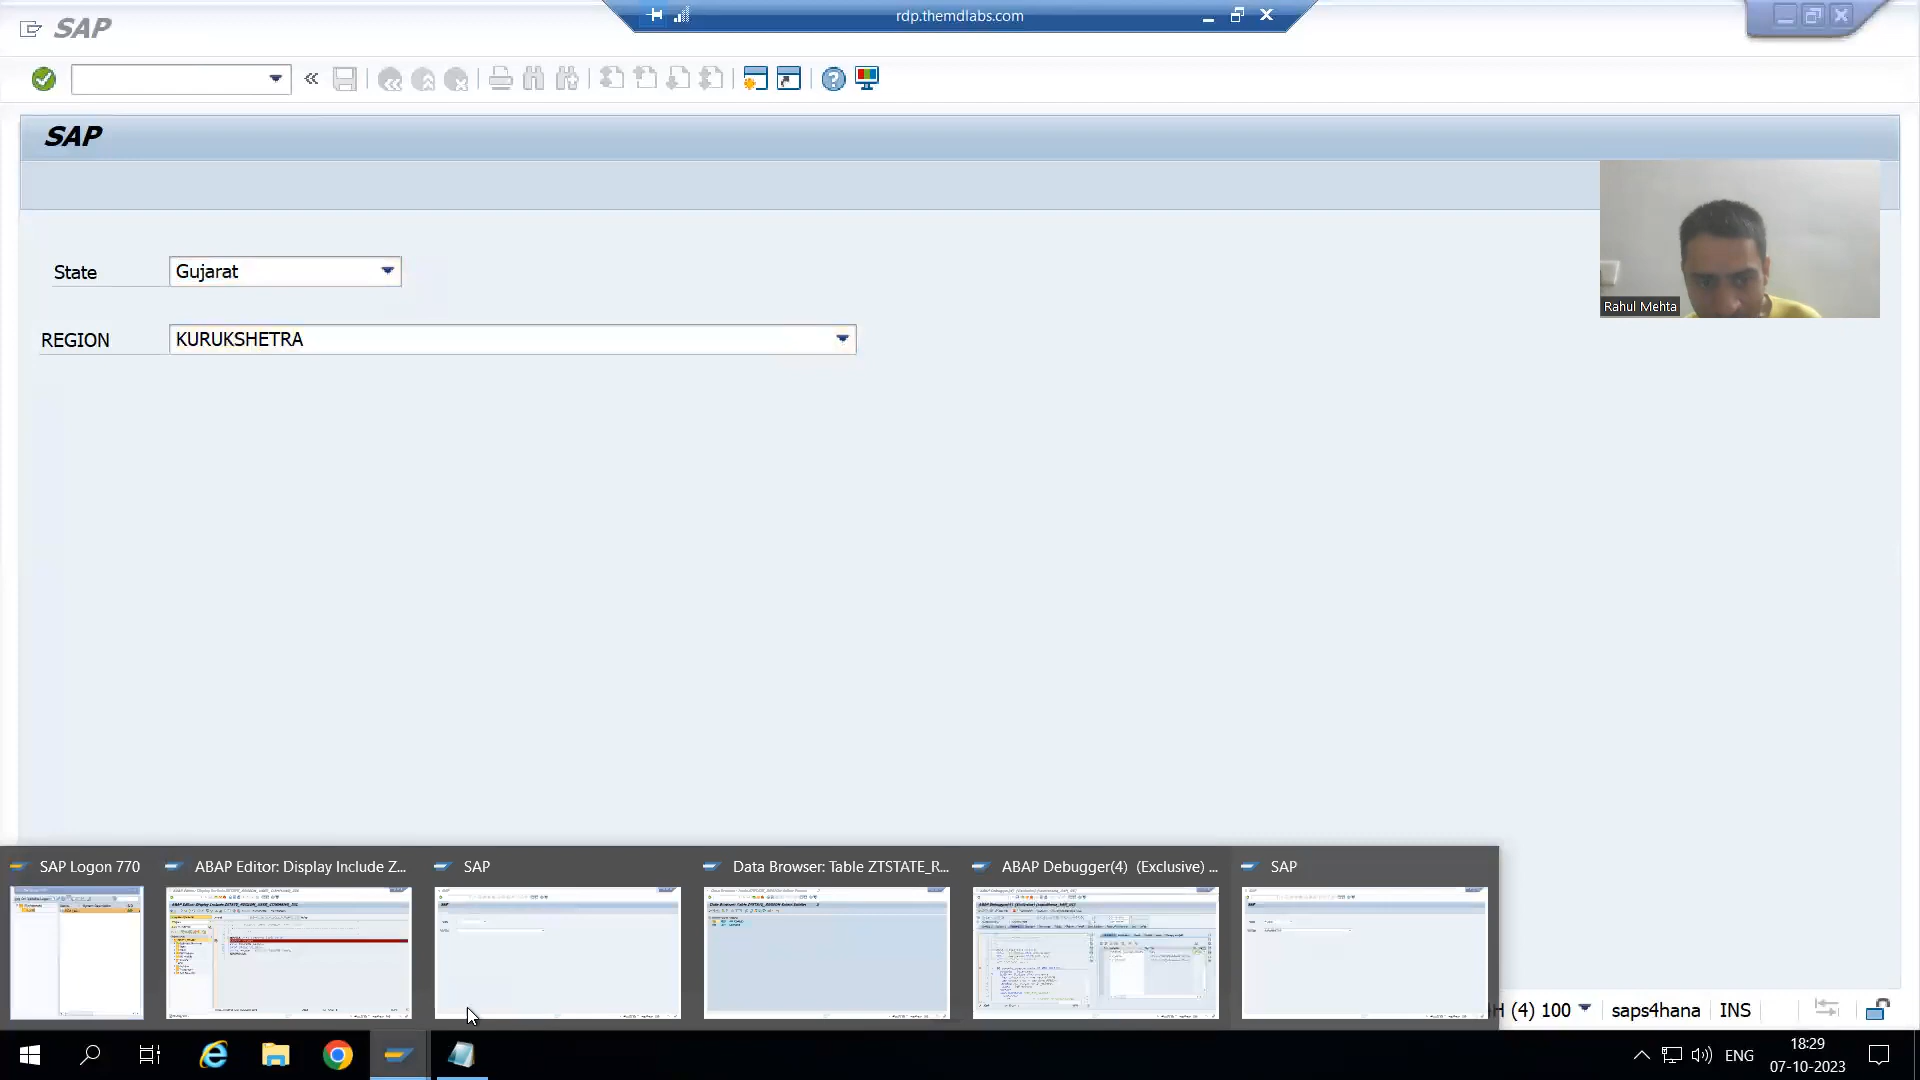 SAP
rdp.themdlabs.com
SAP
State
Gujarat
REGION
KURUKSHETRA
Rahul Mehta
SAP Logon 770
ABAP Editor: Display Include Z...
SAP
Data Browser: Table ZTSTATE_R...
ABAP Debugger(4) (Exclusive) ...
SAP
H (4) 100
saps4hana
INS
ENG
18:29
07-10-2023